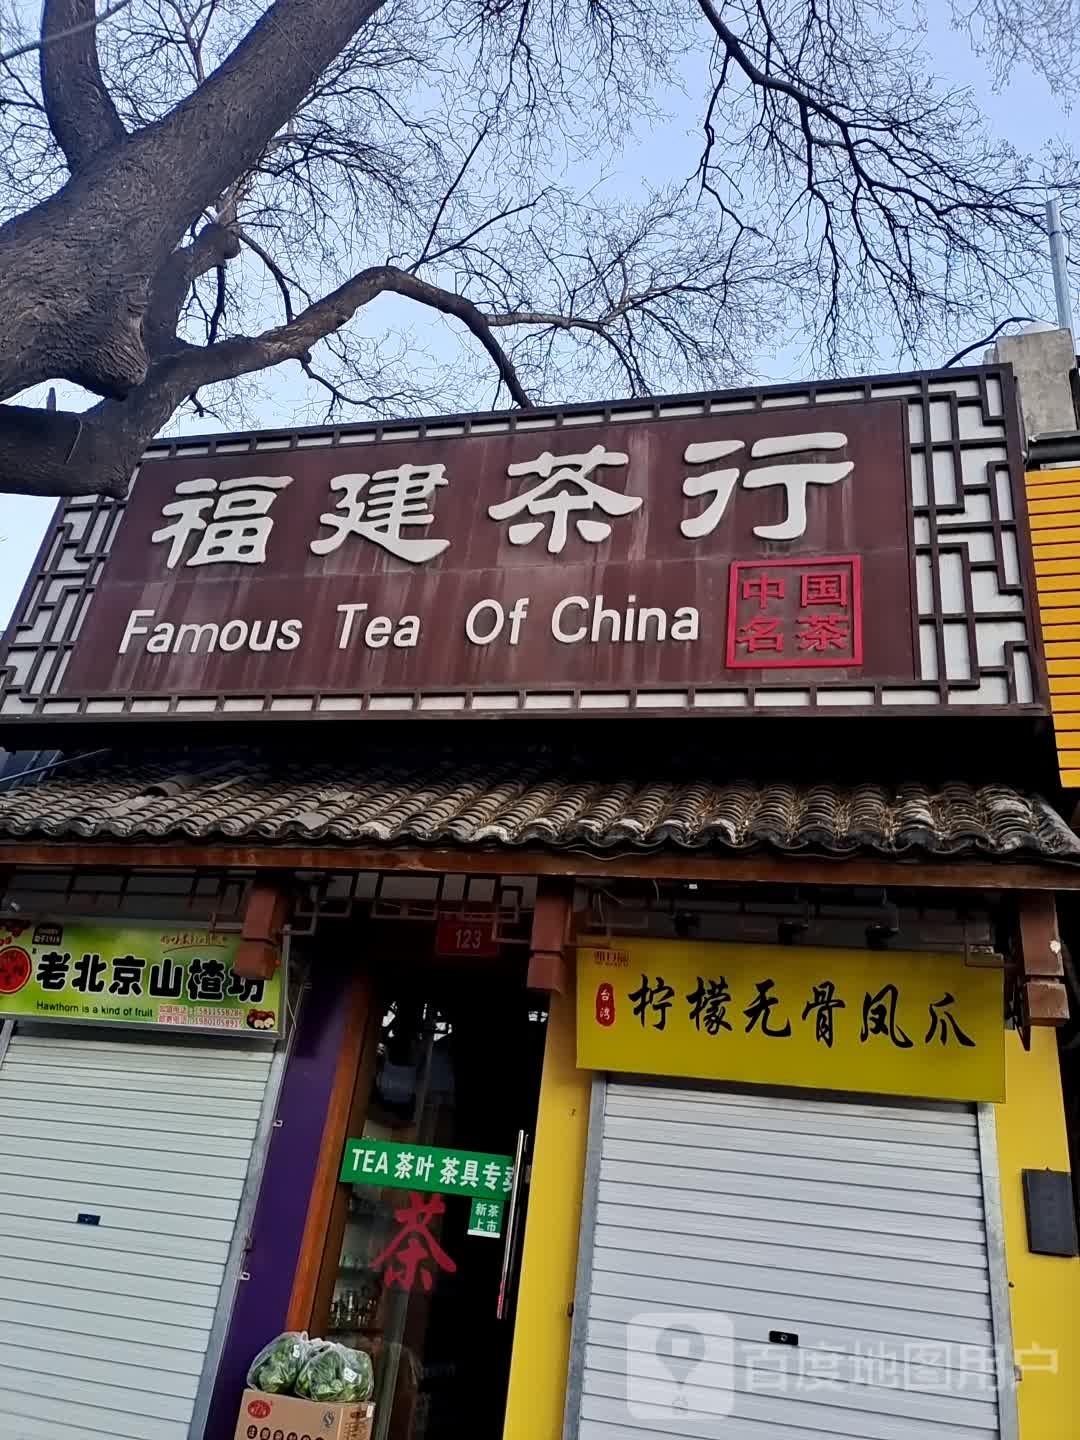 福建茶行
Famous Tea Of China
中国
名茶
123
老北京山楂坊
Hawthorn is a kind of fruit
台湾
柠檬无骨凤爪
TEA 茶叶 茶具专卖
新茶
上市
茶
百度地图用户